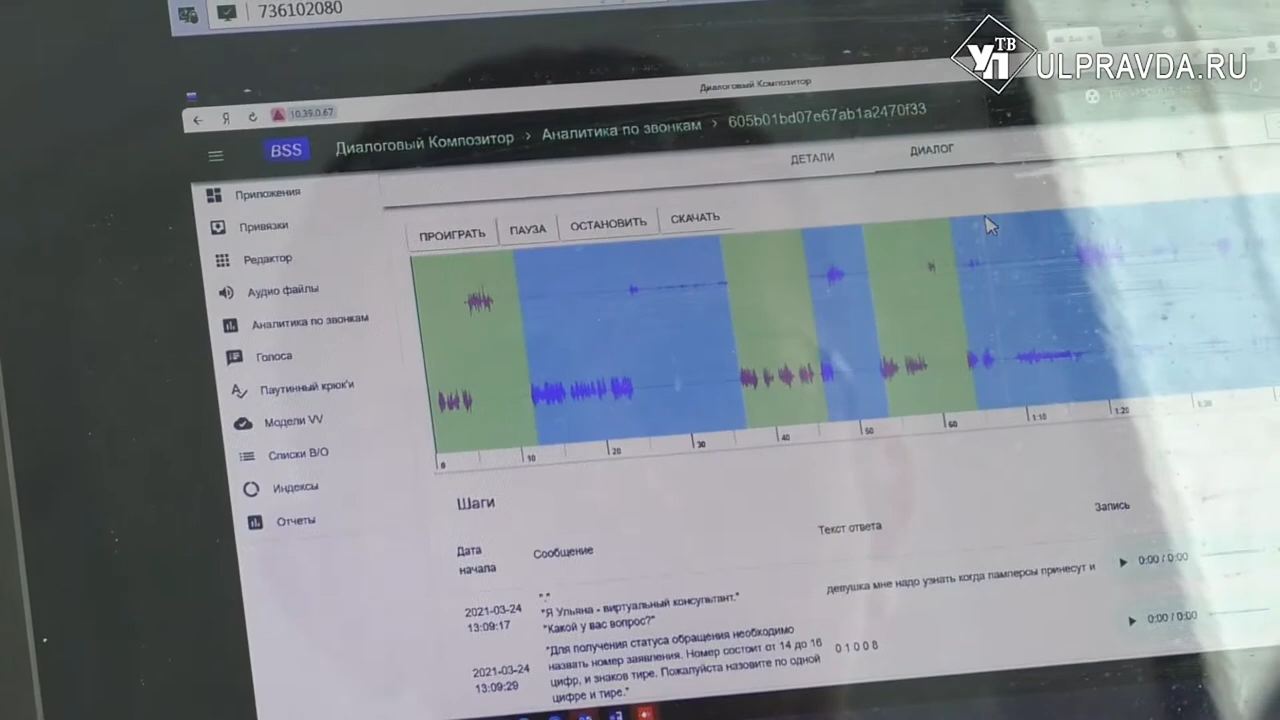 736102080
УП ТВ
ULPRAVDA.RU
Диалоговый Композитор
10.39.0.67
BSS
Диалоговый Композитор › Аналитика по звонкам › 605b01bd07e67ab1a2470f33
ДЕТАЛИ
ДИАЛОГ
Приложения
Привязки
Редактор
Аудио файлы
Аналитика по звонкам
Голоса
Паутинный крюк'и
Модели VV
Списки В/О
Индексы
Отчеты
ПРОИГРАТЬ
ПАУЗА
ОСТАНОВИТЬ
СКАЧАТЬ
0 10 20 30 40 50 60 1:10 1:20 1:30
Шаги
Дата начала
Сообщение
Текст ответа
Запись
2021-03-24
13:09:17
"."
"Я Ульяна - виртуальный консультант."
"Какой у вас вопрос?"
девушка мне надо узнать когда памперсы принесут и
0:00 / 0:00
2021-03-24
13:09:29
"Для получения статуса обращения необходимо
назвать номер заявления. Номер состоит от 14 до 16
цифр, и знаков тире. Пожалуйста назовите по одной
цифре и тире."
0 1 0 0 8
0:00 / 0:00